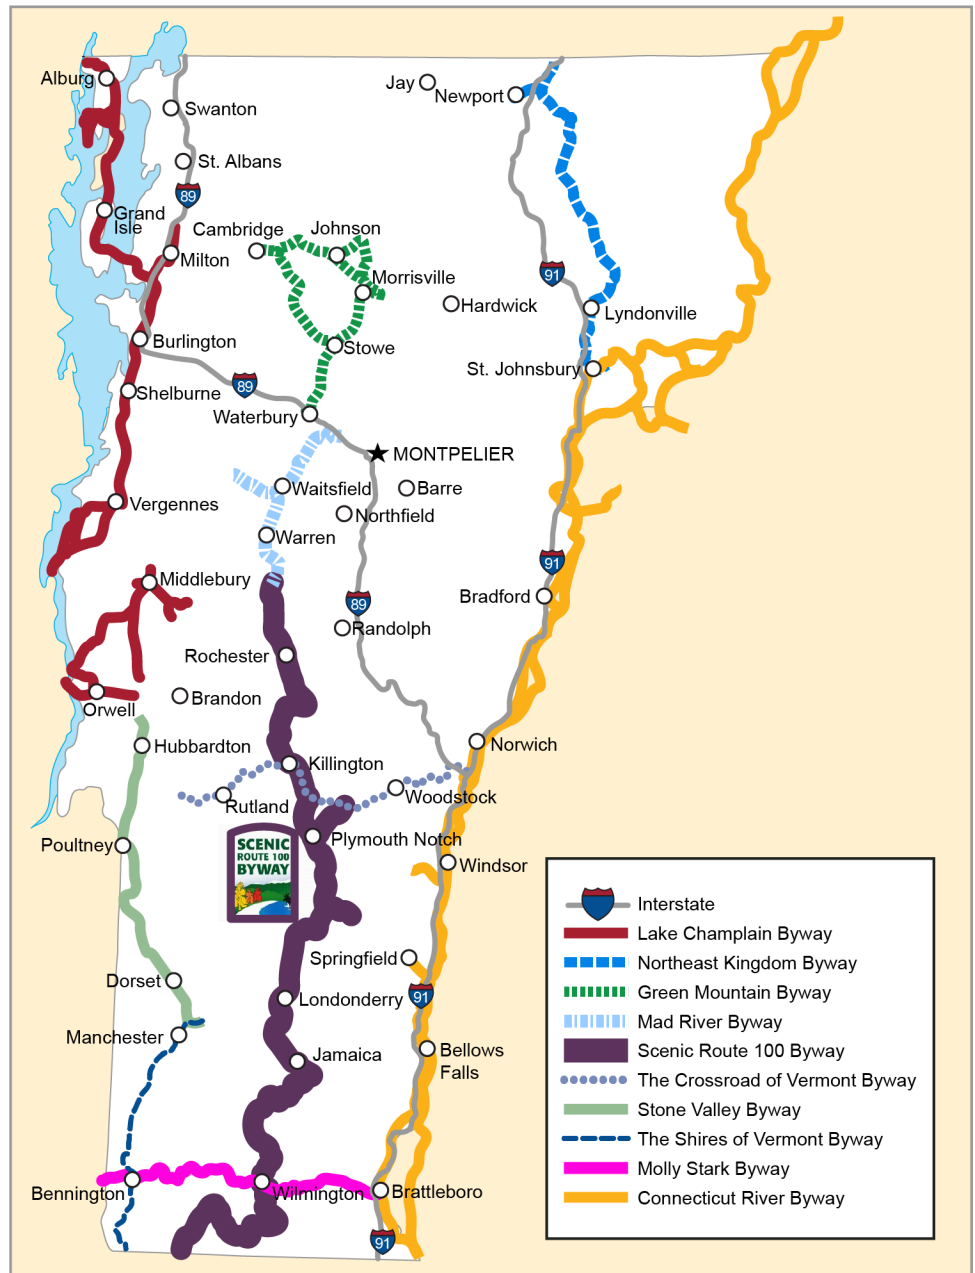 Alburg
Swanton
Jay
Newport
St. Albans
89
Grand
Isle
Cambridge
Johnson
Milton
Morrisville
91
Hardwick
Lyndonville
Burlington
Stowe
St. Johnsbury
89
Shelburne
Waterbury
MONTPELIER
Waitsfield
Barre
Vergennes
Northfield
Warren
91
Middlebury
Bradford
89
Randolph
Rochester
Brandon
Orwell
Hubbardton
Norwich
Killington
Rutland
Woodstock
SCENIC
ROUTE 100
BYWAY
Plymouth Notch
Poultney
Windsor
Springfield
Dorset
Londonderry
91
Manchester
Jamaica
Bellows
Falls
Bennington
Wilmington
Brattleboro
91
Interstate
Lake Champlain Byway
Northeast Kingdom Byway
Green Mountain Byway
Mad River Byway
Scenic Route 100 Byway
The Crossroad of Vermont Byway
Stone Valley Byway
The Shires of Vermont Byway
Molly Stark Byway
Connecticut River Byway